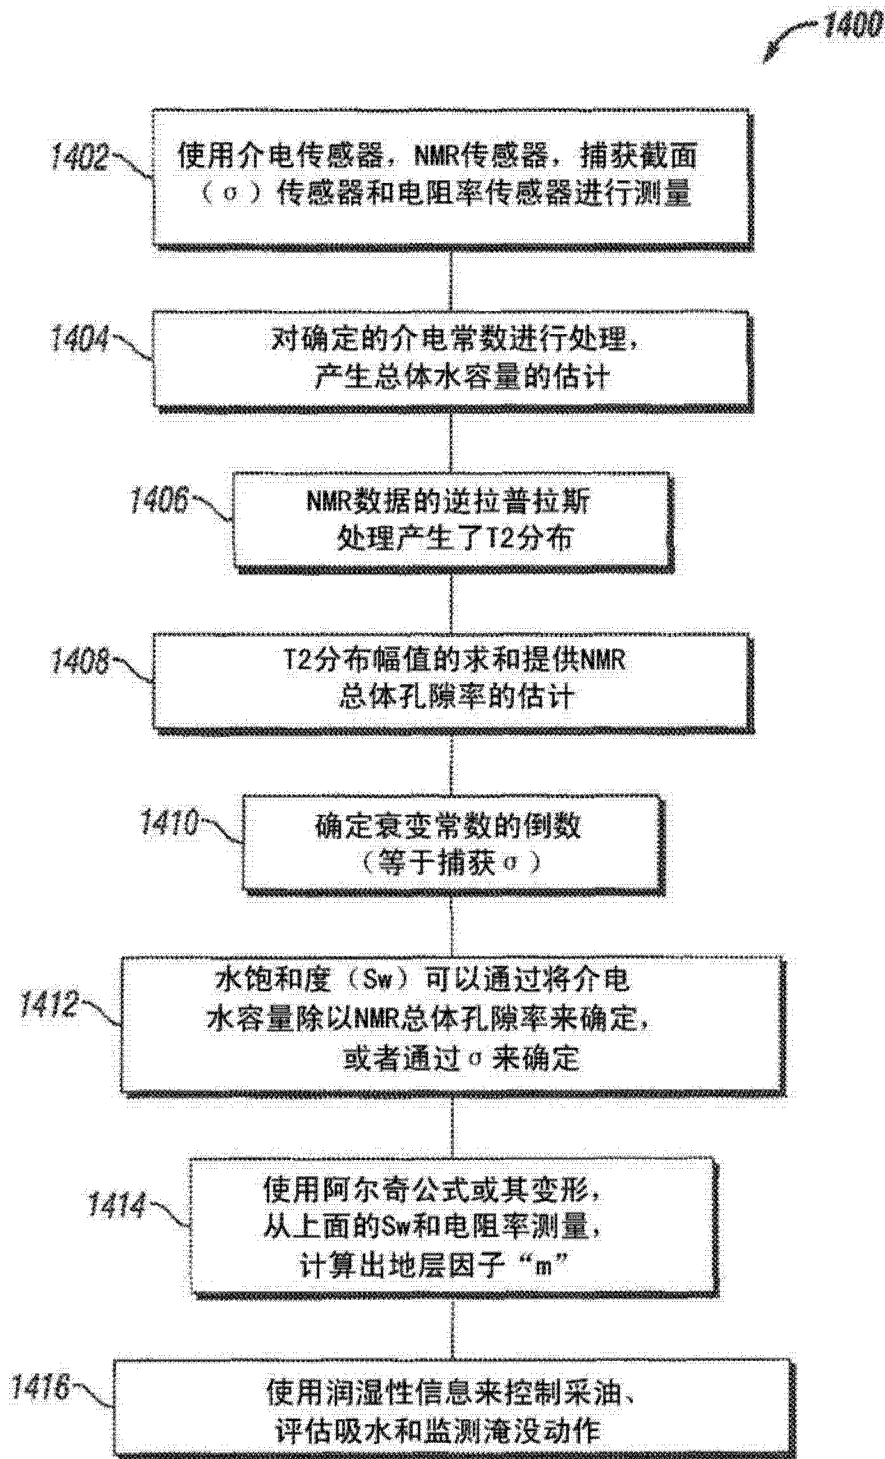 1400
1402
使用介电传感器，NMR传感器，捕获截面
（σ）传感器和电阻率传感器进行测量
1404
对确定的介电常数进行处理，
产生总体水容量的估计
1406
NMR数据的逆拉普拉斯
处理产生了T2分布
1408
T2分布幅值的求和提供NMR
总体孔隙率的估计
1410
确定衰变常数的倒数
（等于捕获σ）
1412
水饱和度（Sw）可以通过将介电
水容量除以NMR总体孔隙率来确定，
或者通过σ来确定
1414
使用阿尔奇公式或其变形，
从上面的Sw和电阻率测量，
计算出地层因子“m”
1416
使用润湿性信息来控制采油、
评估吸水和监测淹没动作